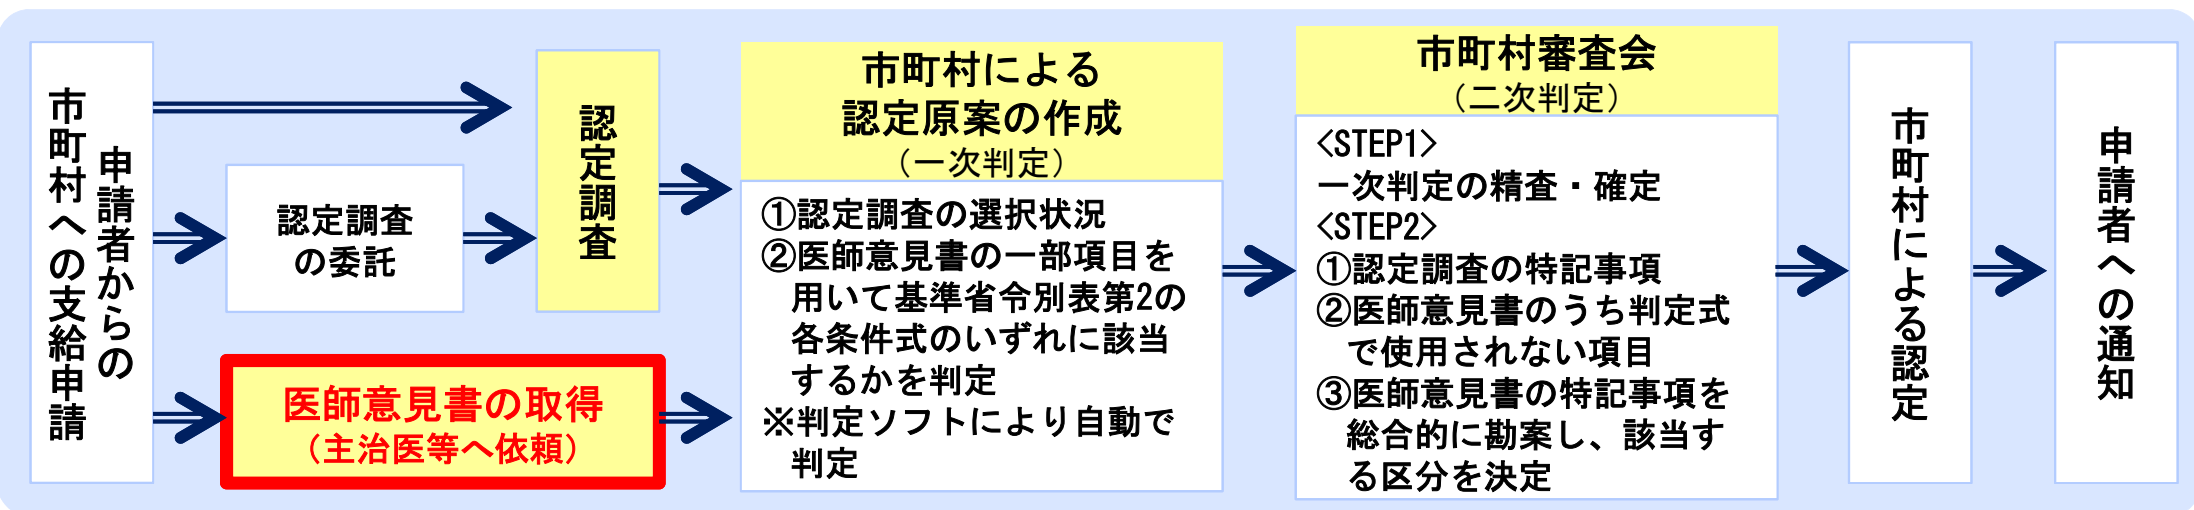 申請者からの
市町村への支給申請
認定調査
の委託
医師意見書の取得
（主治医等へ依頼）
認定調査
市町村による
認定原案の作成
（一次判定）
①認定調査の選択状況
②医師意見書の一部項目を
用いて基準省令別表第2の
各条件式のいずれに該当
するかを判定
※判定ソフトにより自動で
判定
市町村審査会
（二次判定）
<STEP1>
一次判定の精査・確定
<STEP2>
①認定調査の特記事項
②医師意見書のうち判定式
で使用されない項目
③医師意見書の特記事項を
総合的に勘案し、該当す
る区分を決定
市町村による認定
申請者への通知